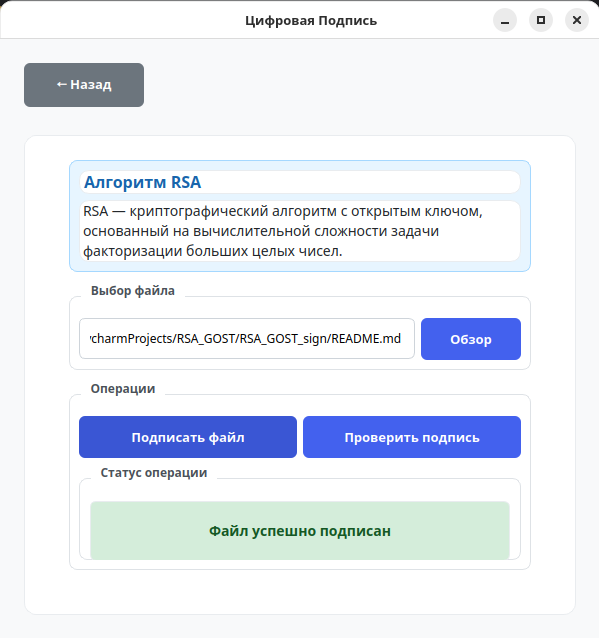 Цифровая Подпись
← Назад
Алгоритм RSA
RSA — криптографический алгоритм с открытым ключом,
основанный на вычислительной сложности задачи
факторизации больших целых чисел.
Выбор файла
charmProjects/RSA_GOST/RSA_GOST_sign/README.md
Обзор
Операции
Подписать файл
Проверить подпись
Статус операции
Файл успешно подписан